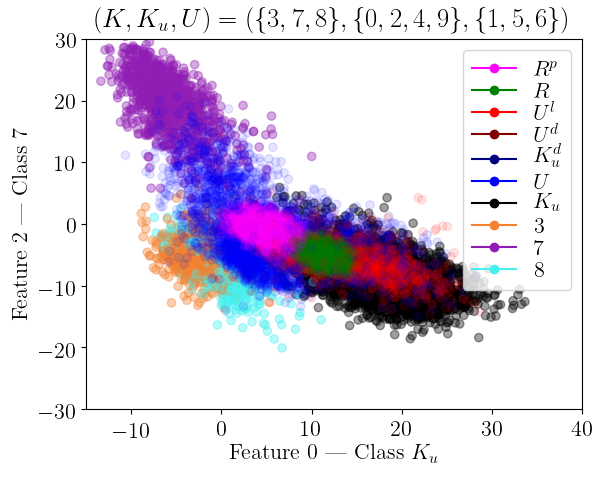 (K, K_u, U) = ({3, 7, 8}, {0, 2, 4, 9}, {1, 5, 6})
30
20
10
0
−10
−20
−30
Feature 2 — Class 7
R^p
R
U^l
U^d
K_u^d
U
K_u
3
7
8
−10
0
10
20
30
40
Feature 0 — Class K_u